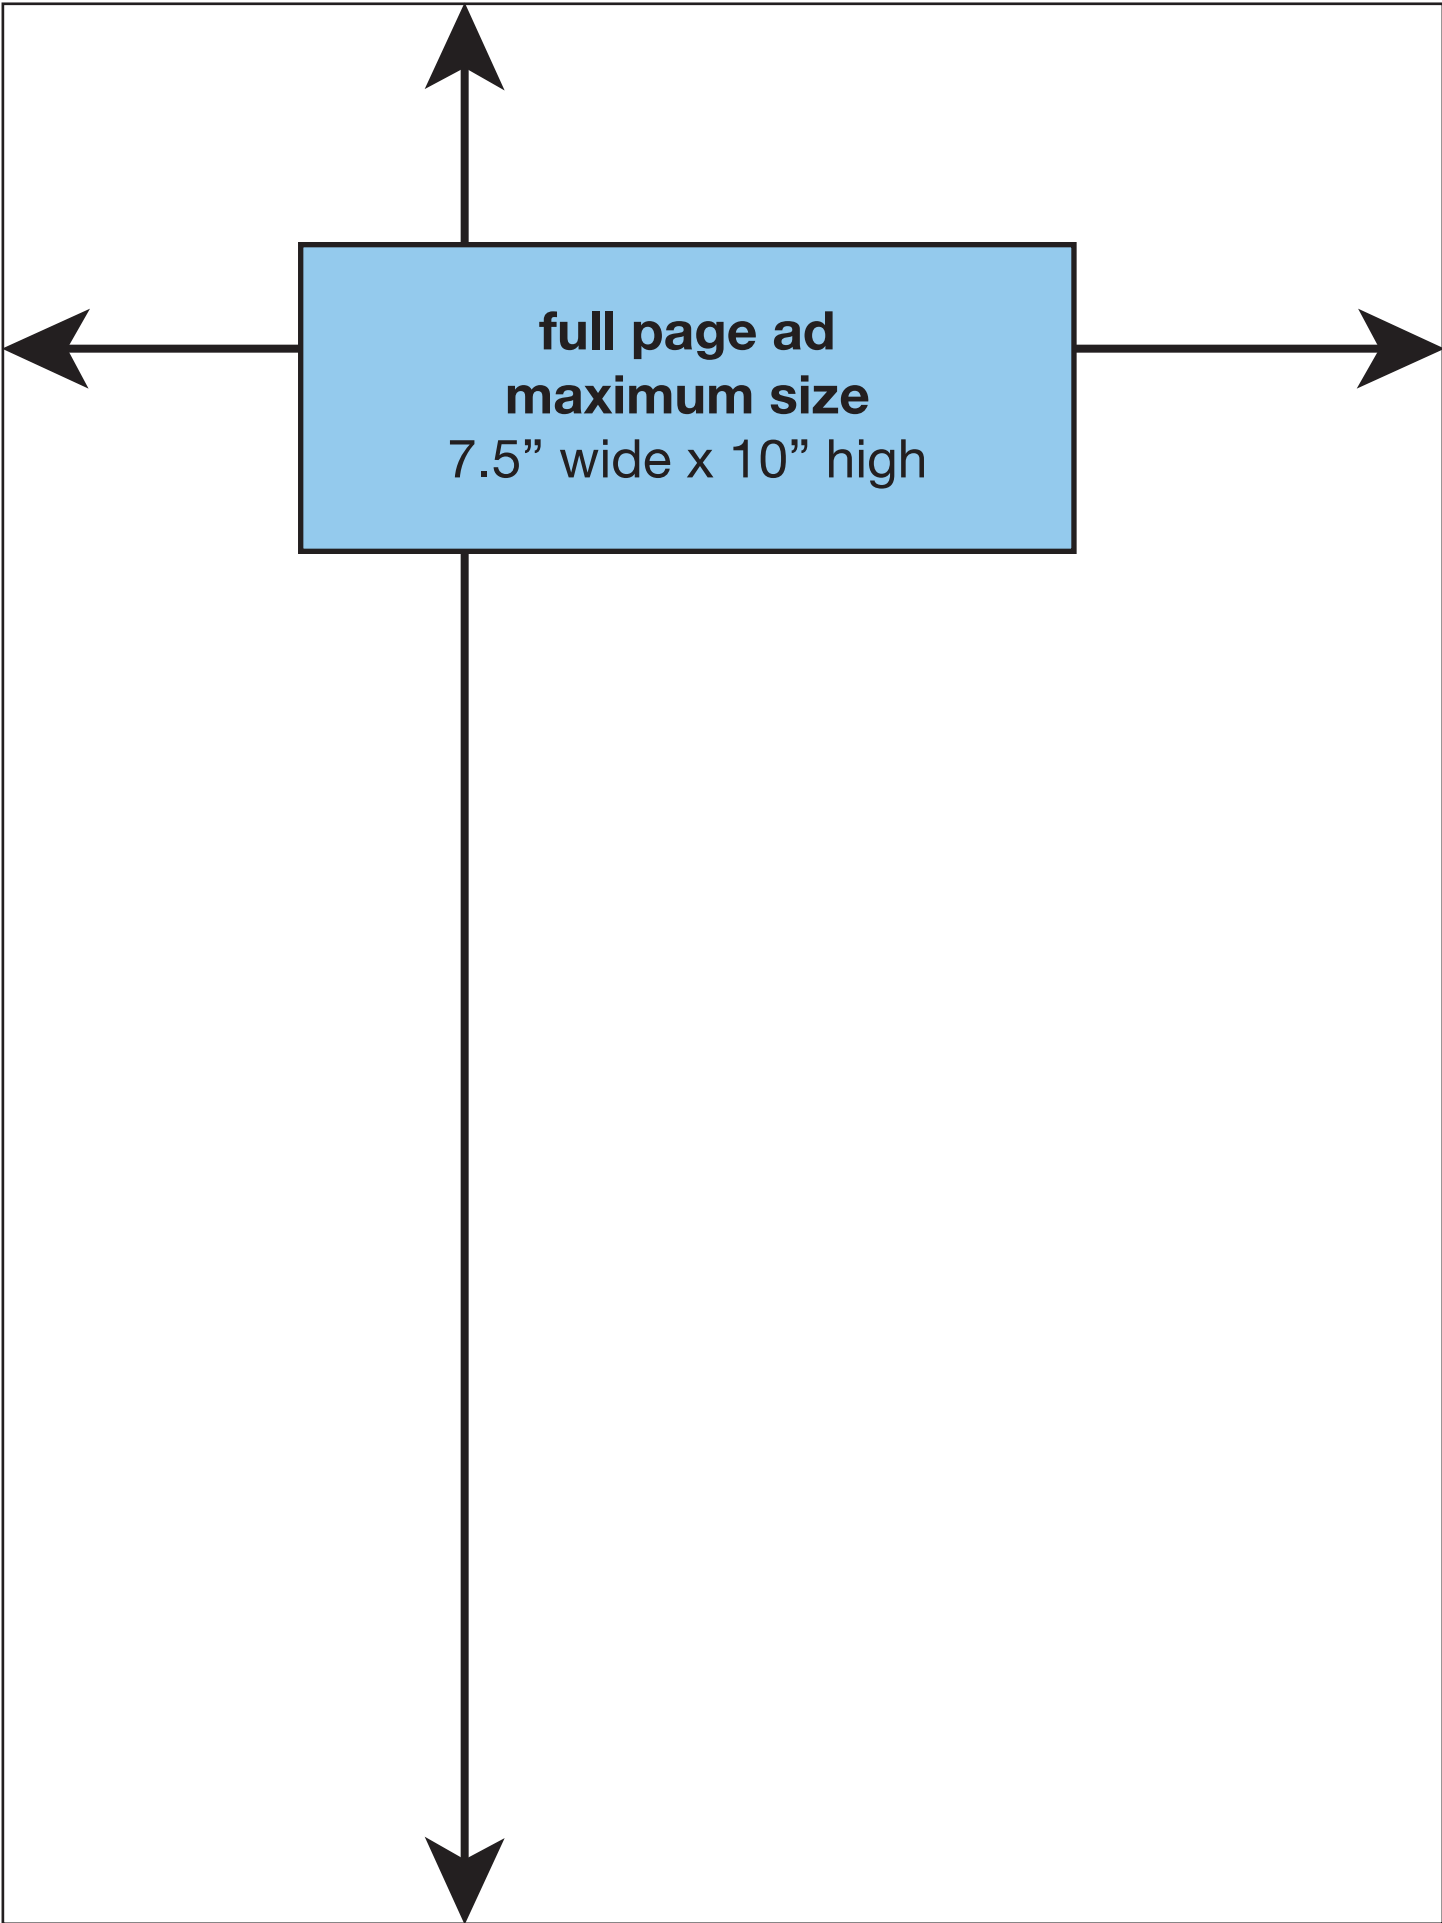 full page ad
maximum size
7.5” wide x 10” high